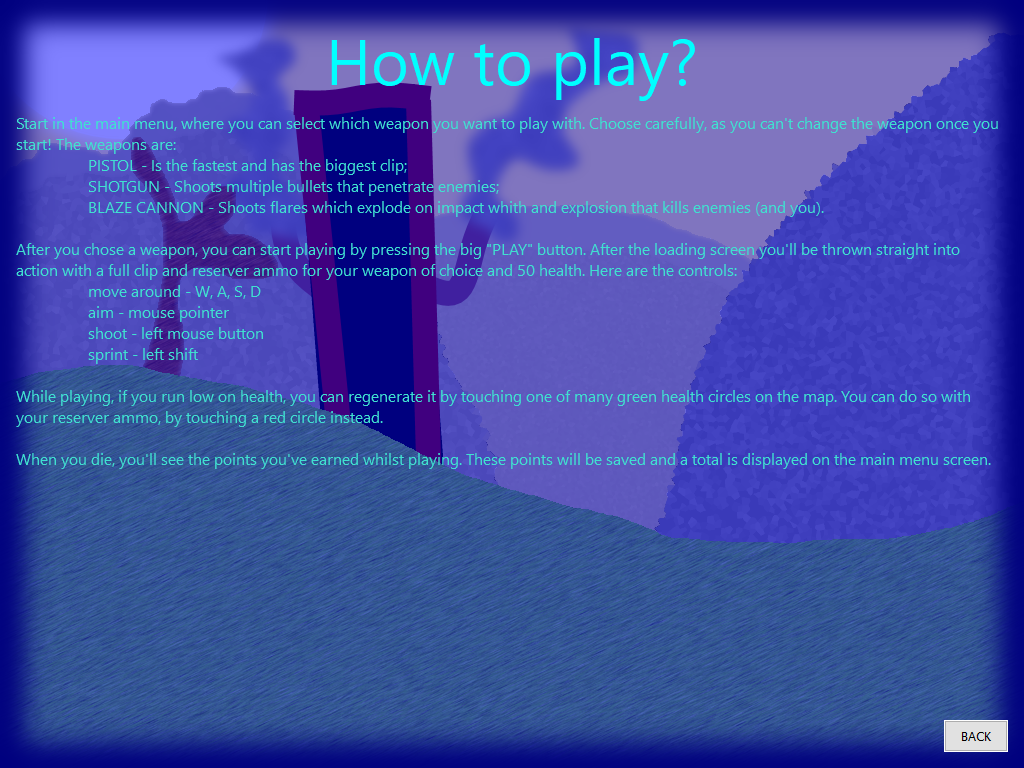 How to play?
Start in the main menu, where you can select which weapon you want to play with. Choose carefully, as you can't change the weapon once you
start! The weapons are:
PISTOL - Is the fastest and has the biggest clip;
SHOTGUN - Shoots multiple bullets that penetrate enemies;
BLAZE CANNON - Shoots flares which explode on impact whith and explosion that kills enemies (and you).
After you chose a weapon, you can start playing by pressing the big "PLAY" button. After the loading screen you'll be thrown straight into
action with a full clip and reserver ammo for your weapon of choice and 50 health. Here are the controls:
move around - W, A, S, D
aim - mouse pointer
shoot - left mouse button
sprint - left shift
While playing, if you run low on health, you can regenerate it by touching one of many green health circles on the map. You can do so with
your reserver ammo, by touching a red circle instead.
When you die, you'll see the points you've earned whilst playing. These points will be saved and a total is displayed on the main menu screen.
BACK